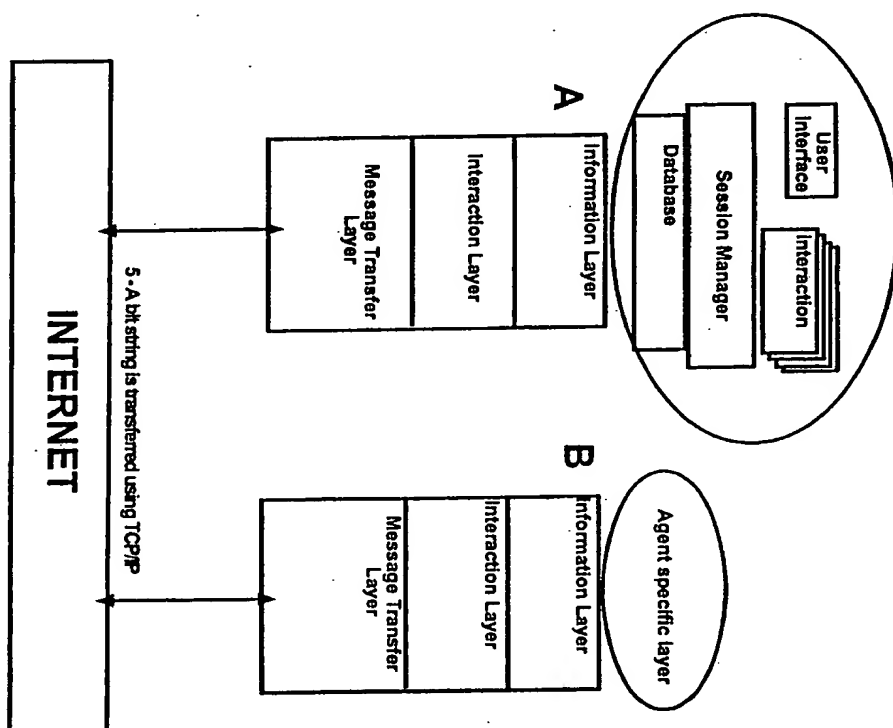 User
Interface
Interaction
Session Manager
Database
A
Information Layer
Interaction Layer
Message Transfer
Layer
B
Agent specific layer
Information Layer
Interaction Layer
Message Transfer
Layer
5 - A bit string is transferred using TCP/IP
INTERNET